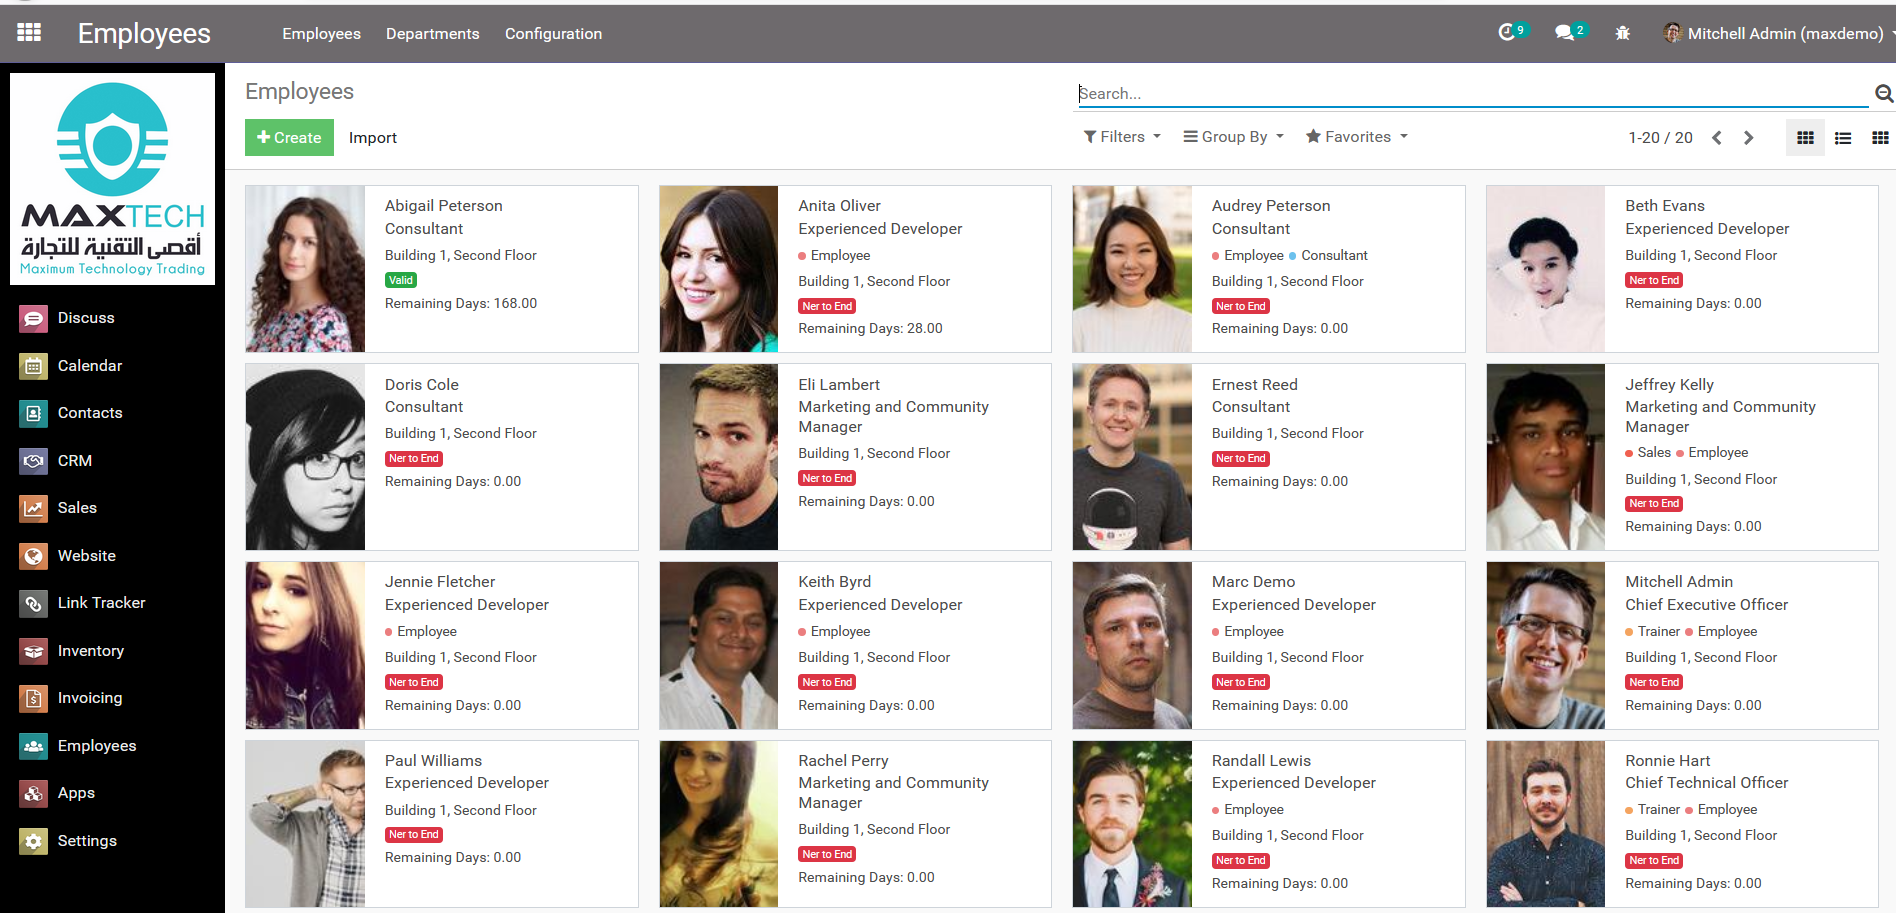 Employees
Employees Departments Configuration
9 2 Mitchell Admin (maxdemo)
MAXTECH
أقصى التقنية للتجارة
Maximum Technology Trading
Discuss
Calendar
Contacts
CRM
Sales
Website
Link Tracker
Inventory
Invoicing
Employees
Apps
Settings
Employees
Search...
Create Import
Filters Group By Favorites
1-20 / 20
Abigail Peterson
Consultant
Building 1, Second Floor
Valid
Remaining Days: 168.00
Anita Oliver
Experienced Developer
Employee
Building 1, Second Floor
Ner to End
Remaining Days: 28.00
Audrey Peterson
Consultant
Employee Consultant
Building 1, Second Floor
Ner to End
Remaining Days: 0.00
Beth Evans
Experienced Developer
Building 1, Second Floor
Ner to End
Remaining Days: 0.00
Doris Cole
Consultant
Building 1, Second Floor
Ner to End
Remaining Days: 0.00
Eli Lambert
Marketing and Community
Manager
Building 1, Second Floor
Ner to End
Remaining Days: 0.00
Ernest Reed
Consultant
Building 1, Second Floor
Ner to End
Remaining Days: 0.00
Jeffrey Kelly
Marketing and Community
Manager
Sales Employee
Building 1, Second Floor
Ner to End
Remaining Days: 0.00
Jennie Fletcher
Experienced Developer
Employee
Building 1, Second Floor
Ner to End
Remaining Days: 0.00
Keith Byrd
Experienced Developer
Employee
Building 1, Second Floor
Ner to End
Remaining Days: 0.00
Marc Demo
Experienced Developer
Employee
Building 1, Second Floor
Ner to End
Remaining Days: 0.00
Mitchell Admin
Chief Executive Officer
Trainer Employee
Building 1, Second Floor
Ner to End
Remaining Days: 0.00
Paul Williams
Experienced Developer
Building 1, Second Floor
Ner to End
Remaining Days: 0.00
Rachel Perry
Marketing and Community
Manager
Building 1, Second Floor
Ner to End
Remaining Days: 0.00
Randall Lewis
Experienced Developer
Employee
Building 1, Second Floor
Ner to End
Remaining Days: 0.00
Ronnie Hart
Chief Technical Officer
Trainer Employee
Building 1, Second Floor
Ner to End
Remaining Days: 0.00